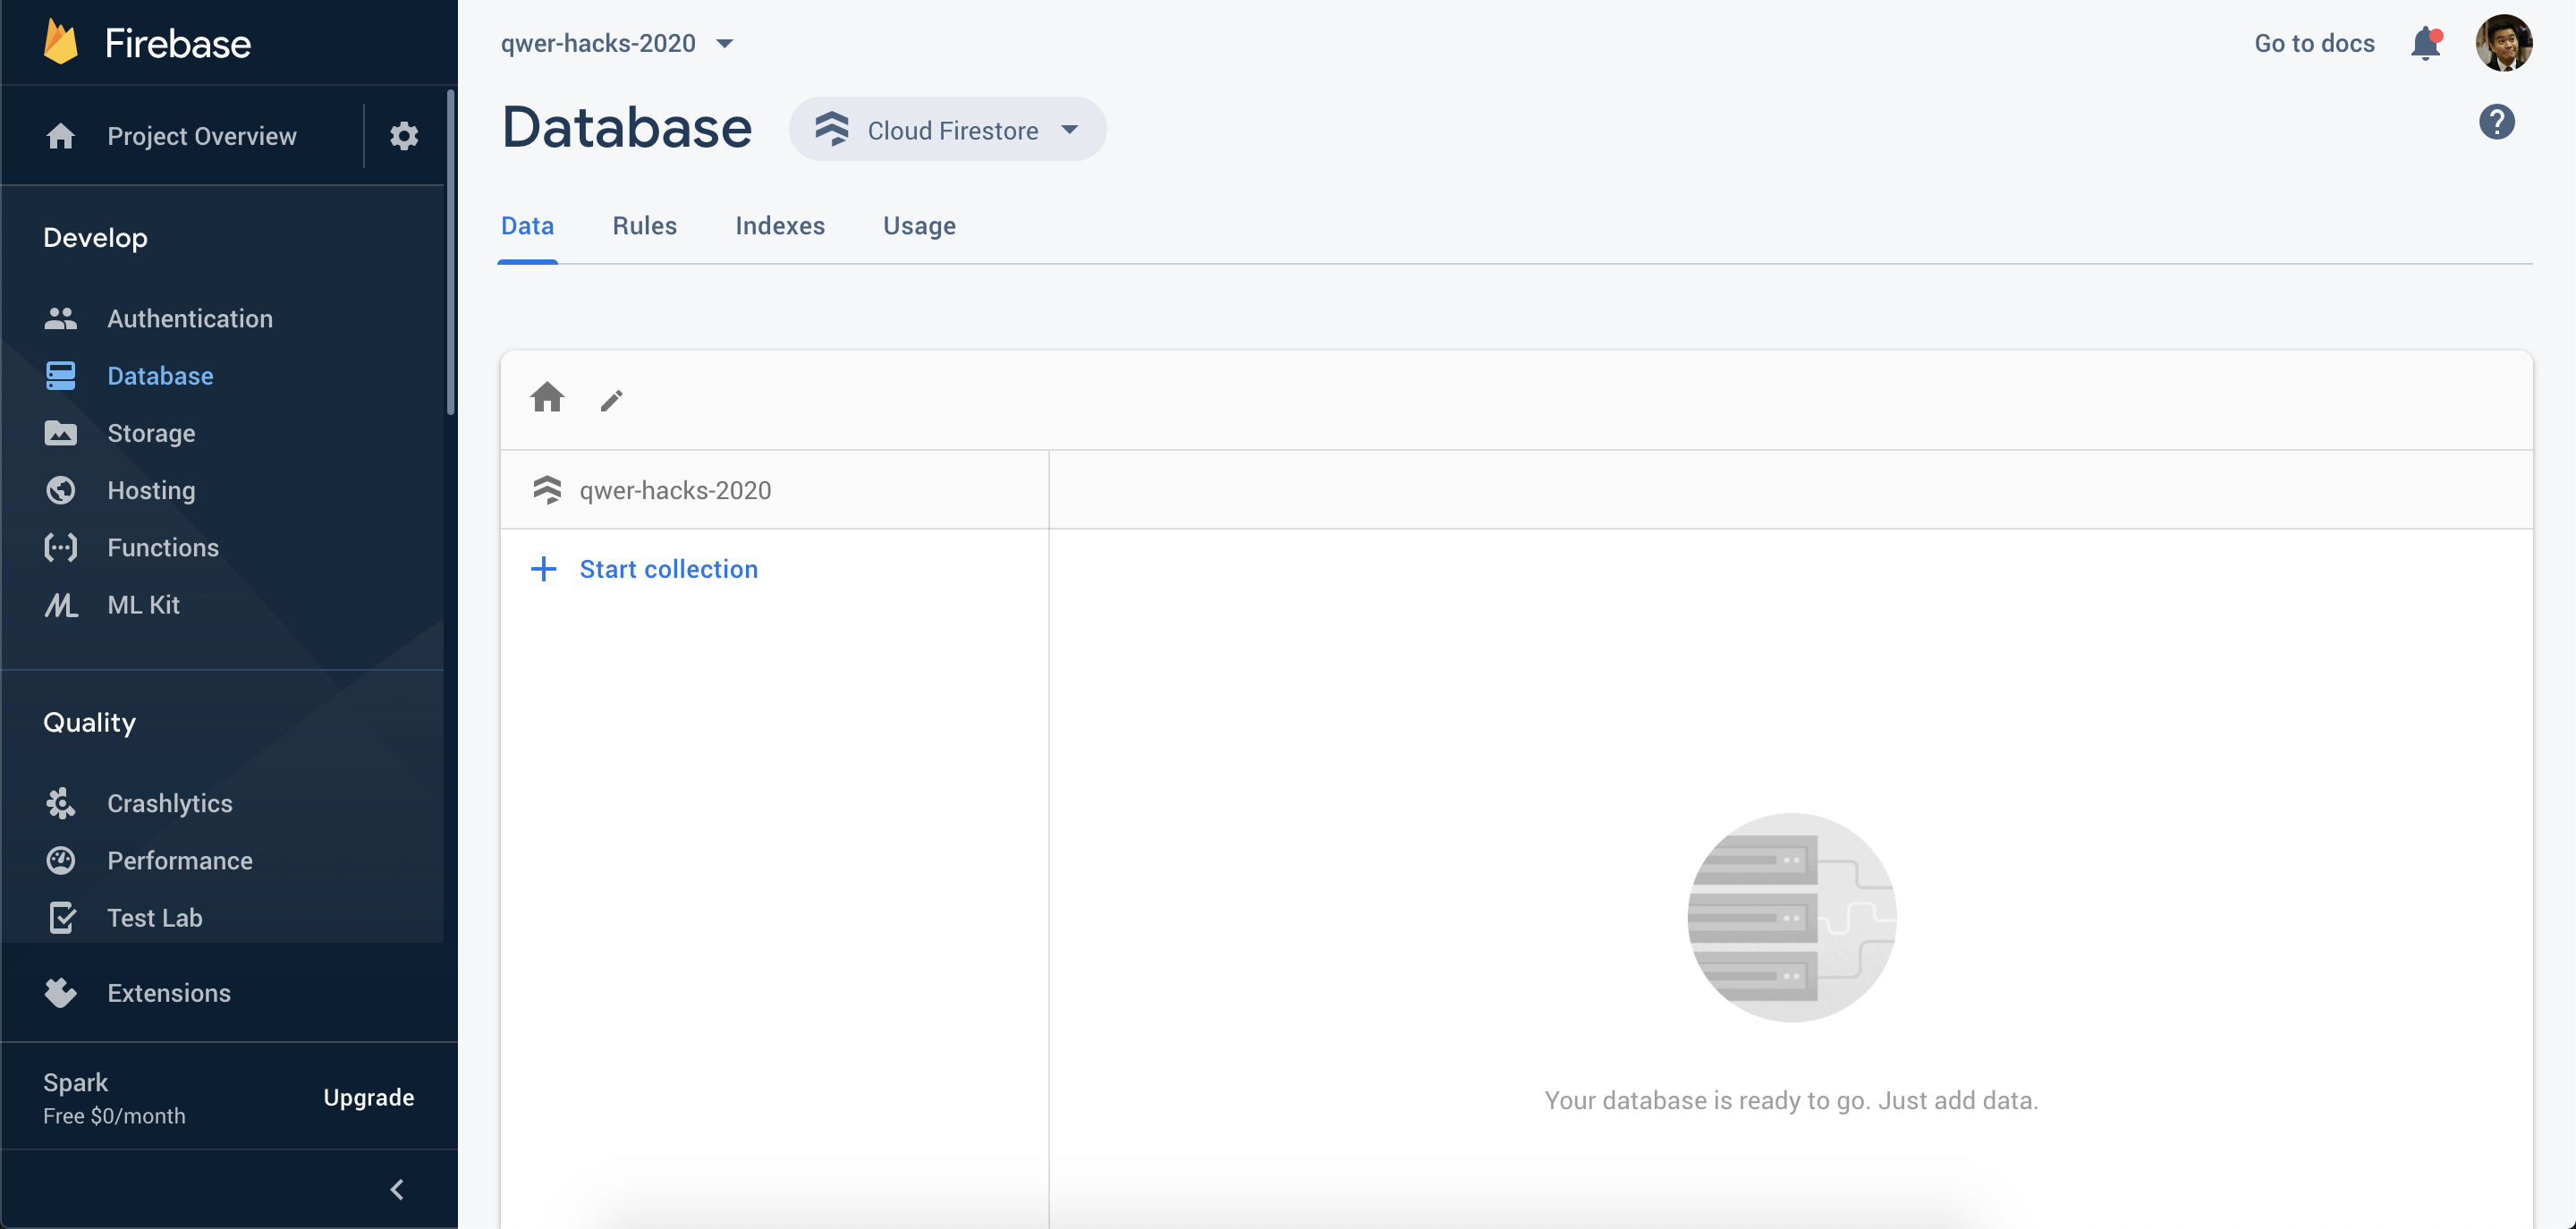 Firebase
Project Overview
Develop
Authentication
Database
Storage
Hosting
Functions
ML Kit
Quality
Crashlytics
Performance
Test Lab
Extensions
Spark
Free $0/month
Upgrade
qwer-hacks-2020
Go to docs
Database
Cloud Firestore
Data Rules Indexes Usage
qwer-hacks-2020
Start collection
Your database is ready to go. Just add data.